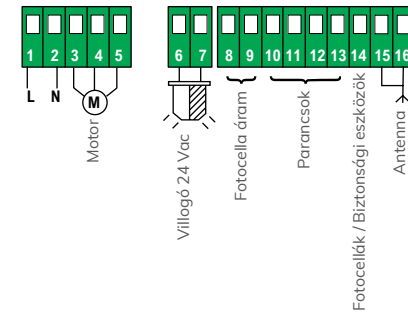 1 2 3 4 5 6 7 8 9 10 11 12 13 14 15 16
L N M
Motor
Villogó 24 Vac
Fotocella áram
Parancsok
Fotocellák / Biztonsági eszközök
Antenna